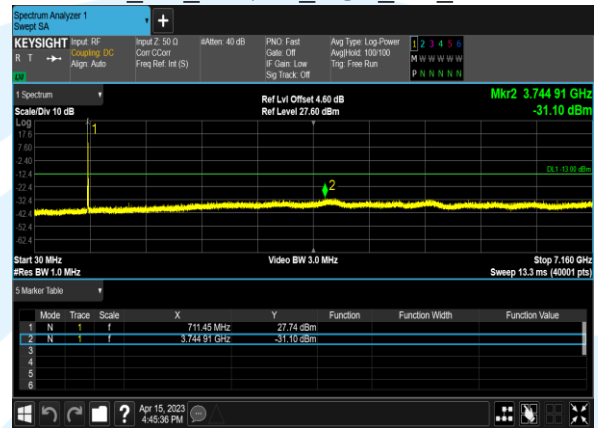 Spectrum Analyzer 1
Swept SA
KEYSIGHT
R T
LV
Input: RF
Coupling: DC
Align: Auto
Input Z: 50 Ω
Corr CCorr
Freq Ref: Int (S)
#Atten: 40 dB
PNO: Fast
Gate: Off
IF Gain: Low
Sig Track: Off
Avg Type: Log-Power
Avg|Hold: 100/100
Trig: Free Run
1 2 3 4 5 6
M W W W W W
P N N N N N
1 Spectrum
Scale/Div 10 dB
Ref Lvl Offset 4.60 dB
Ref Level 27.60 dBm
Mkr2 3.744 91 GHz
-31.10 dBm
Log
17.6
7.60
-2.40
-12.4
-22.4
-32.4
-42.4
-52.4
-62.4
1
2
DL1 -13.00 dBm
Start 30 MHz
#Res BW 1.0 MHz
Video BW 3.0 MHz
Stop 7.160 GHz
Sweep 13.3 ms (40001 pts)
5 Marker Table
Mode Trace Scale X Y Function Function Width Function Value
1 N 1 f 711.45 MHz 27.74 dBm
2 N 1 f 3.744 91 GHz -31.10 dBm
3
4
5
6
?
Apr 15, 2023
4:45:36 PM